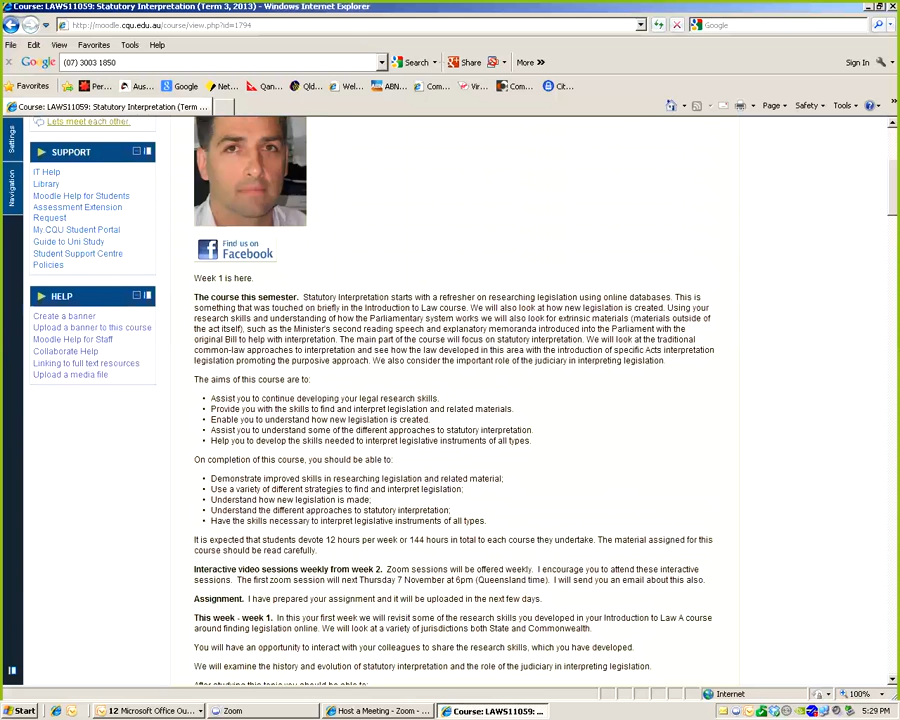 Course: LAWS11059: Statutory Interpretation (Term 3, 2013) - Windows Internet Explorer
http://moodle.cqu.edu.au/course/view.php?id=1794
Google
File Edit View Favorites Tools Help
Google (07) 3003 1850 Search Share More » Sign In
Favorites Per... Aus... Google Net... Qan... Qld... Wel... ABN... Com... Vir... Com... Cit...
Course: LAWS11059: Statutory Interpretation (Term ...
Page Safety Tools
Settings
Navigation
Lets meet each other.
SUPPORT
IT Help
Library
Moodle Help for Students
Assessment Extension
Request
My CQU Student Portal
Guide to Uni Study
Student Support Centre
Policies
HELP
Create a banner
Upload a banner to this course
Moodle Help for Staff
Collaborate Help
Linking to full text resources
Upload a media file
Find us on
Facebook
Week 1 is here.
The course this semester. Statutory Interpretation starts with a refresher on researching legislation using online databases. This is
something that was touched on briefly in the Introduction to Law course. We will also look at how new legislation is created. Using your
research skills and understanding of how the Parliamentary system works we will also look for extrinsic materials (materials outside of
the act itself), such as the Minister's second reading speech and explanatory memoranda introduced into the Parliament with the
original Bill to help with interpretation. The main part of the course will focus on statutory interpretation. We will look at the traditional
common-law approaches to interpretation and see how the law developed in this area with the introduction of specific Acts interpretation
legislation promoting the purposive approach. We also consider the important role of the judiciary in interpreting legislation.
The aims of this course are to:
• Assist you to continue developing your legal research skills.
• Provide you with the skills to find and interpret legislation and related materials.
• Enable you to understand how new legislation is created.
• Assist you to understand some of the different approaches to statutory interpretation.
• Help you to develop the skills needed to interpret legislative instruments of all types.
On completion of this course, you should be able to:
• Demonstrate improved skills in researching legislation and related material;
• Use a variety of different strategies to find and interpret legislation;
• Understand how new legislation is made;
• Understand the different approaches to statutory interpretation;
• Have the skills necessary to interpret legislative instruments of all types.
It is expected that students devote 12 hours per week or 144 hours in total to each course they undertake. The material assigned for this
course should be read carefully.
Interactive video sessions weekly from week 2. Zoom sessions will be offered weekly. I encourage you to attend these interactive
sessions. The first zoom session will next Thursday 7 November at 6pm (Queensland time). I will send you an email about this also.
Assignment. I have prepared your assignment and it will be uploaded in the next few days.
This week - week 1. In this your first week we will revisit some of the research skills you developed in your Introduction to Law A course
around finding legislation online. We will look at a variety of jurisdictions both State and Commonwealth.
You will have an opportunity to interact with your colleagues to share the research skills, which you have developed.
We will examine the history and evolution of statutory interpretation and the role of the judiciary in interpreting legislation.
After studying this topic you should be able to:
Internet 100%
Start 12 Microsoft Office Ou... Zoom Host a Meeting - Zoom - ... Course: LAWS11059: ... 5:29 PM